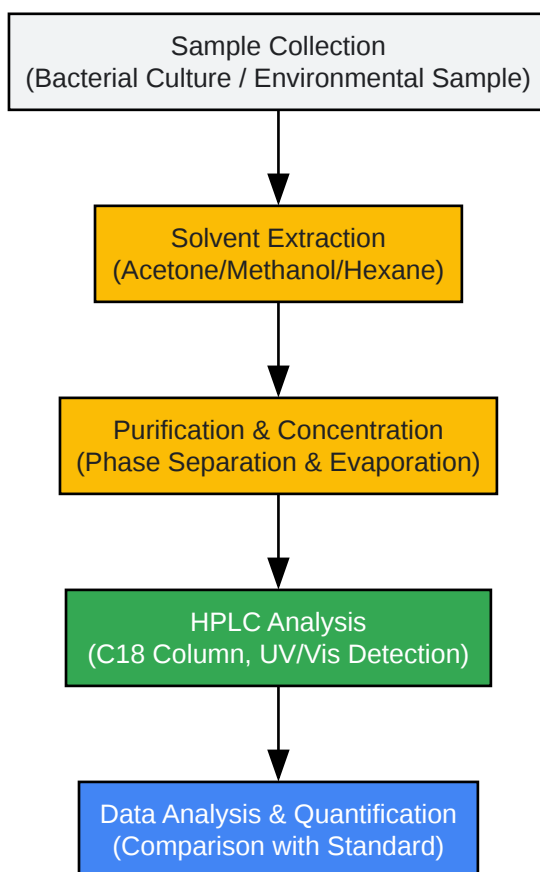 Sample Collection
(Bacterial Culture / Environmental Sample)
Solvent Extraction
(Acetone/Methanol/Hexane)
Purification & Concentration
(Phase Separation & Evaporation)
HPLC Analysis
(C18 Column, UV/Vis Detection)
Data Analysis & Quantification
(Comparison with Standard)